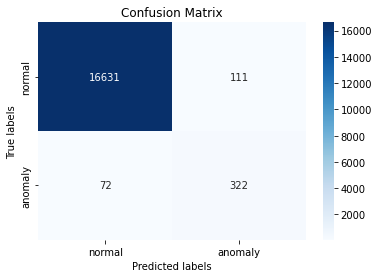 Confusion Matrix
True labels
normal
anomaly
16631
111
72
322
normal
anomaly
Predicted labels
16000
14000
12000
10000
8000
6000
4000
2000